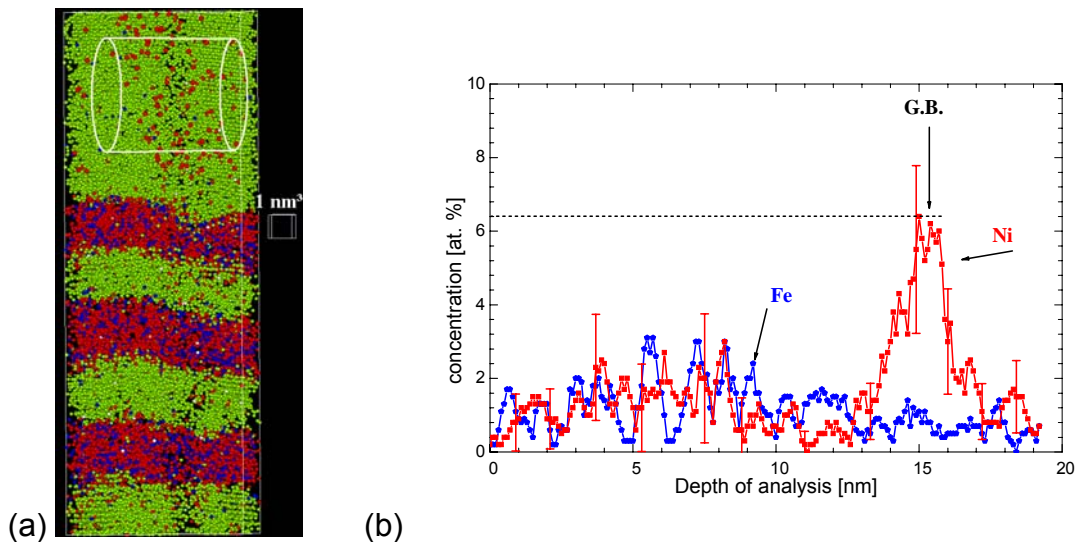 1 nm³
(a)
(b)
10
8
6
4
2
0
0
5
10
15
20
concentration [at. %]
Depth of analysis [nm]
G.B.
Ni
Fe